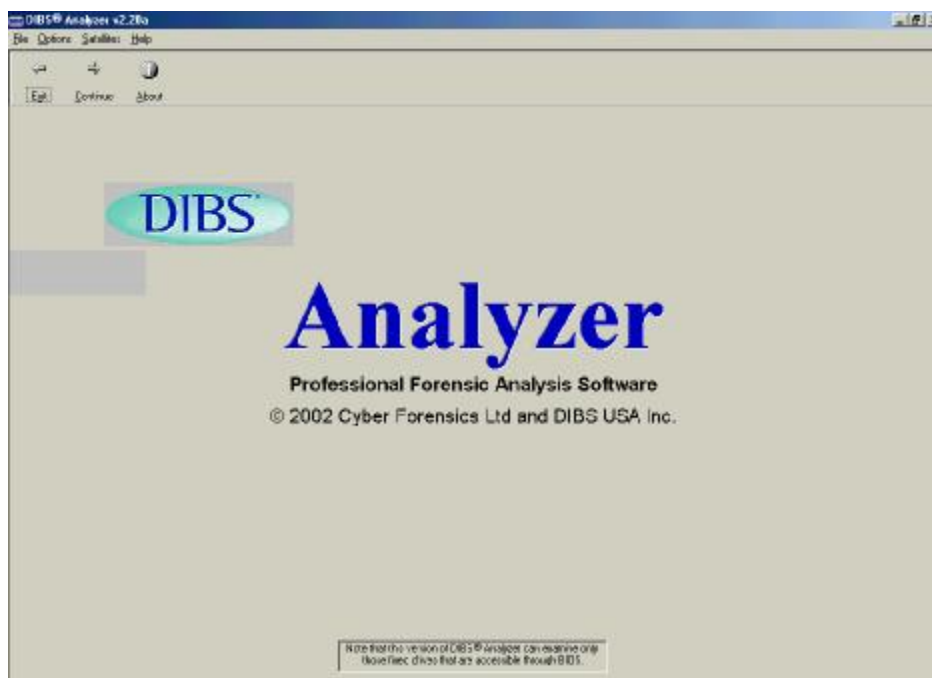 DIBS® Analyzer v2.20a
File Options Satellites Help
Exit Continue About
DIBS
Analyzer
Professional Forensic Analysis Software
© 2002 Cyber Forensics Ltd and DIBS USA Inc.
Note that this version of DIBS® Analyzer can examine only
those fixed drives that are accessible through BIOS.